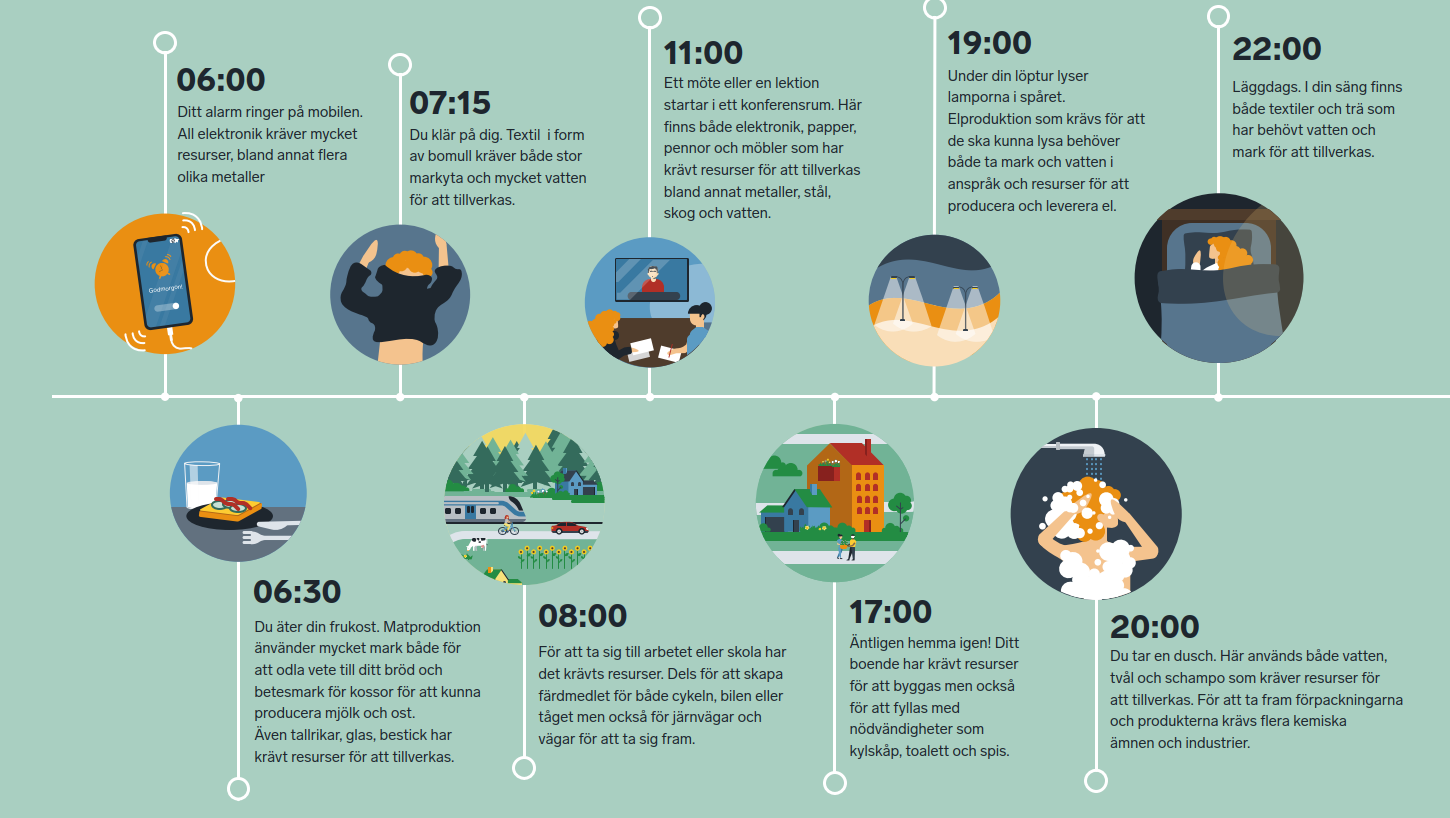 06:00
Ditt alarm ringer på mobilen.
All elektronik kräver mycket
resurser, bland annat flera
olika metaller
Godmorgon!
06:30
Du äter din frukost. Matproduktion
använder mycket mark både för
att odla vete till ditt bröd och
betesmark för kossor för att kunna
producera mjölk och ost.
Även tallrikar, glas, bestick har
krävt resurser för att tillverkas.
07:15
Du klär på dig. Textil i form
av bomull kräver både stor
markyta och mycket vatten
för att tillverkas.
08:00
För att ta sig till arbetet eller skola har
det krävts resurser. Dels för att skapa
färdmedlet för både cykeln, bilen eller
tåget men också för järnvägar och
vägar för att ta sig fram.
11:00
Ett möte eller en lektion
startar i ett konferensrum. Här
finns både elektronik, papper,
pennor och möbler som har
krävt resurser för att tillverkas
bland annat metaller, stål,
skog och vatten.
17:00
Äntligen hemma igen! Ditt
boende har krävt resurser
för att byggas men också
för att fyllas med
nödvändigheter som
kylskåp, toalett och spis.
19:00
Under din löptur lyser
lamporna i spåret.
Elproduktion som krävs för att
de ska kunna lysa behöver
både ta mark och vatten i
anspråk och resurser för att
producera och leverera el.
20:00
Du tar en dusch. Här används både vatten,
tvål och schampo som kräver resurser för
att tillverkas. För att ta fram förpackningarna
och produkterna krävs flera kemiska
ämnen och industrier.
22:00
Läggdags. I din säng finns
både textiler och trä som
har behövt vatten och
mark för att tillverkas.